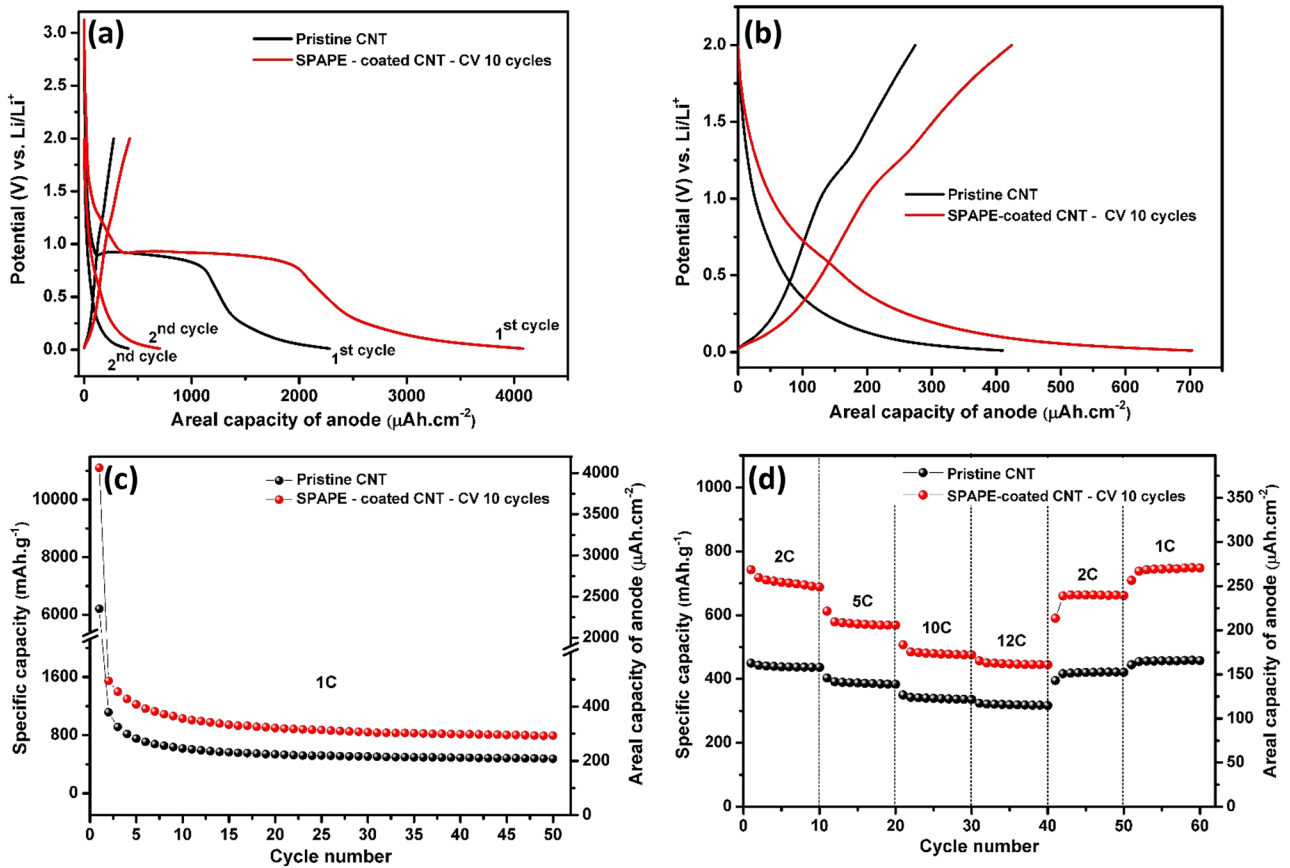 (a)
Pristine CNT
SPAPE - coated CNT - CV 10 cycles
3.0
2.5
2.0
1.5
1.0
0.5
0.0
Potential (V) vs. Li/Li⁺
2nd cycle
2nd cycle
1st cycle
1st cycle
0 1000 2000 3000 4000
Areal capacity of anode (μAh.cm⁻²)
(b)
Pristine CNT
SPAPE-coated CNT - CV 10 cycles
2.0
1.5
1.0
0.5
0.0
Potential (V) vs. Li/Li⁺
0 100 200 300 400 500 600 700
Areal capacity of anode (μAh.cm⁻²)
(c)
Pristine CNT
SPAPE - coated CNT - CV 10 cycles
10000
8000
6000
1600
800
0
Specific capacity (mAh.g⁻¹)
1C
4000
3500
3000
2500
2000
400
200
0
Areal capacity of anode (μAh.cm⁻²)
0 5 10 15 20 25 30 35 40 45 50
Cycle number
(d)
Pristine CNT
SPAPE-coated CNT - CV 10 cycles
1000
800
600
400
200
0
Specific capacity (mAh.g⁻¹)
2C
5C
10C
12C
2C
1C
350
300
250
200
150
100
50
0
Areal capacity of anode (μAh.cm⁻²)
0 10 20 30 40 50 60
Cycle number